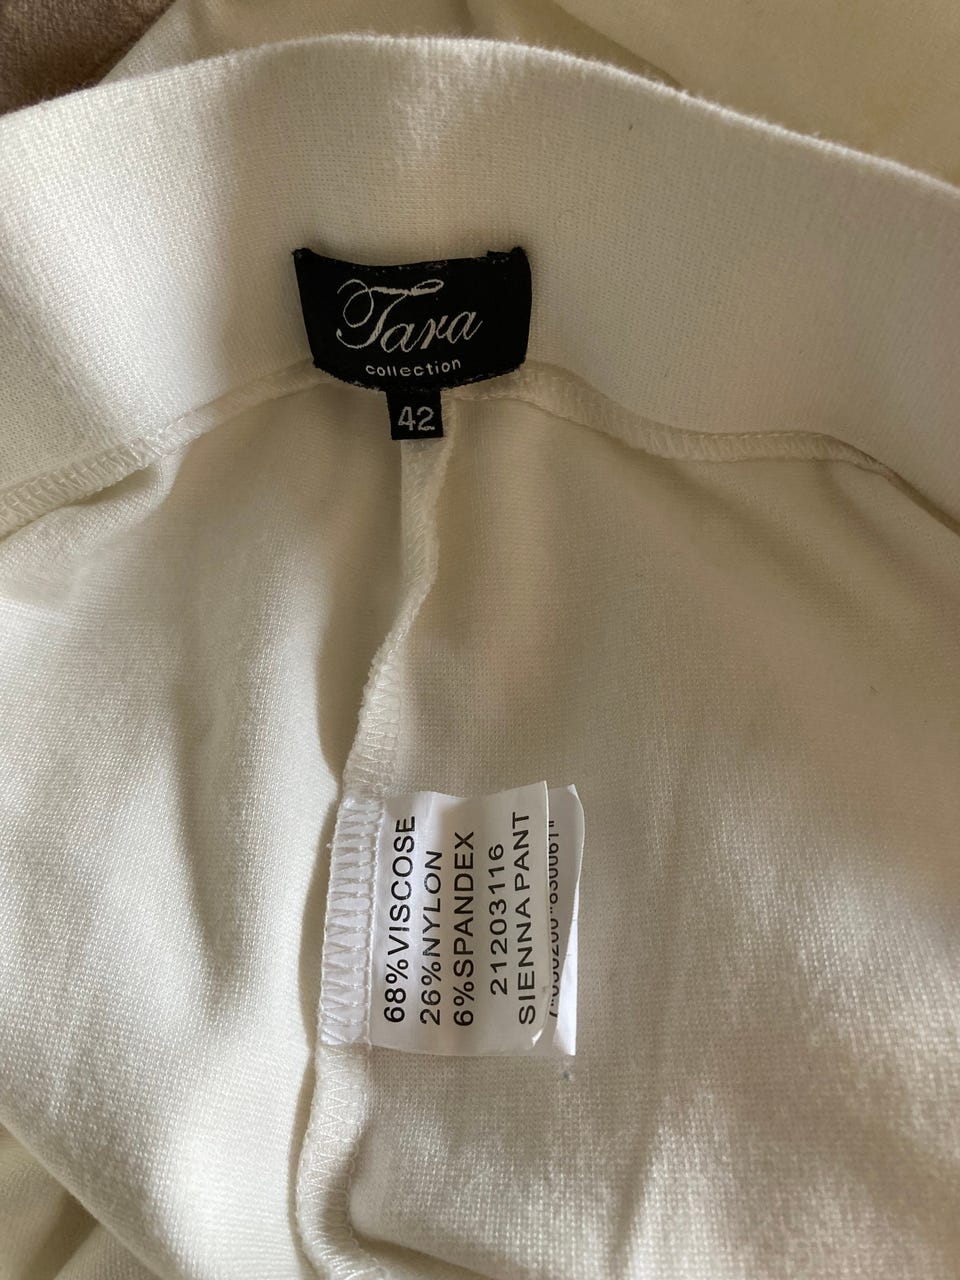 Tara
collection
42
68%VISCOSE
26%NYLON
6%SPANDEX
21203116
SIENNA PANT